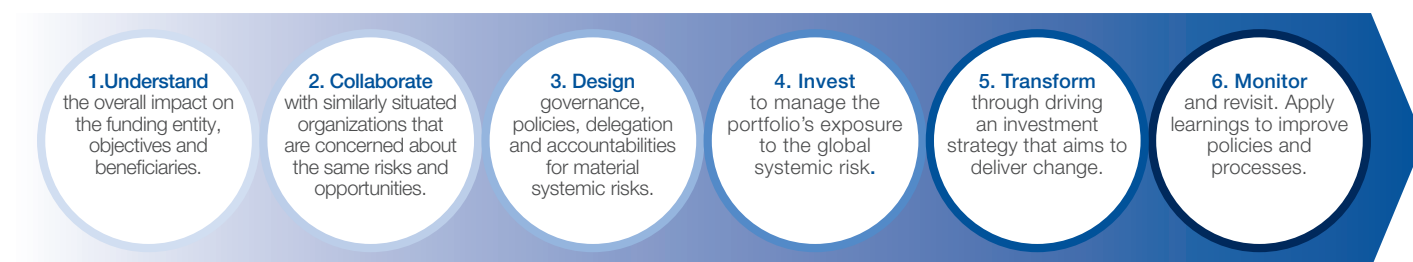 1.Understand
the overall impact on
the funding entity,
objectives and
beneficiaries.
2. Collaborate
with similarly situated
organizations that
are concerned about
the same risks and
opportunities.
3. Design
governance,
policies, delegation
and accountabilities
for material
systemic risks.
4. Invest
to manage the
portfolio’s exposure
to the global
systemic risk.
5. Transform
through driving
an investment
strategy that aims to
deliver change.
6. Monitor
and revisit. Apply
learnings to improve
policies and
processes.